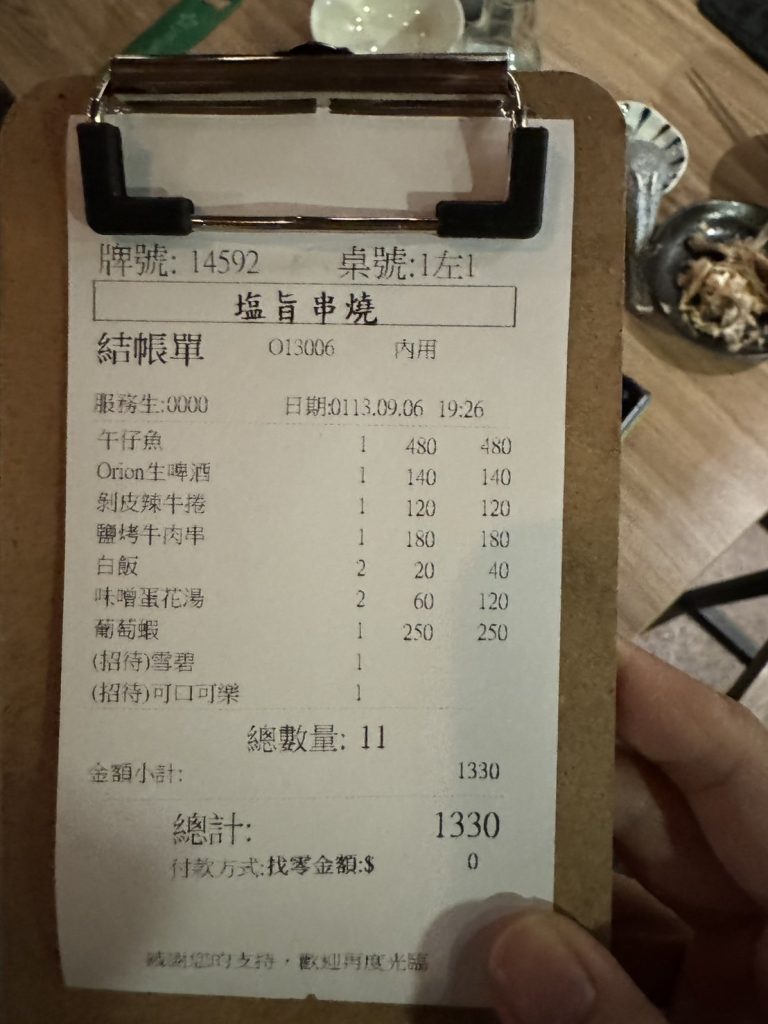 牌號: 14592 桌號:1左1
塩旨串燒
結帳單 O13006 內用
服務生:0000 日期:0113.09.06 19:26
午仔魚 1 480 480
Orion生啤酒 1 140 140
剝皮辣牛捲 1 120 120
鹽烤牛肉串 1 180 180
白飯 2 20 40
味噌蛋花湯 2 60 120
葡萄蝦 1 250 250
(招待)雪碧 1
(招待)可口可樂 1
總數量: 11
金額小計: 1330
總計: 1330
付款方式:找零金額:$ 0
感謝您的支持，歡迎再度光臨